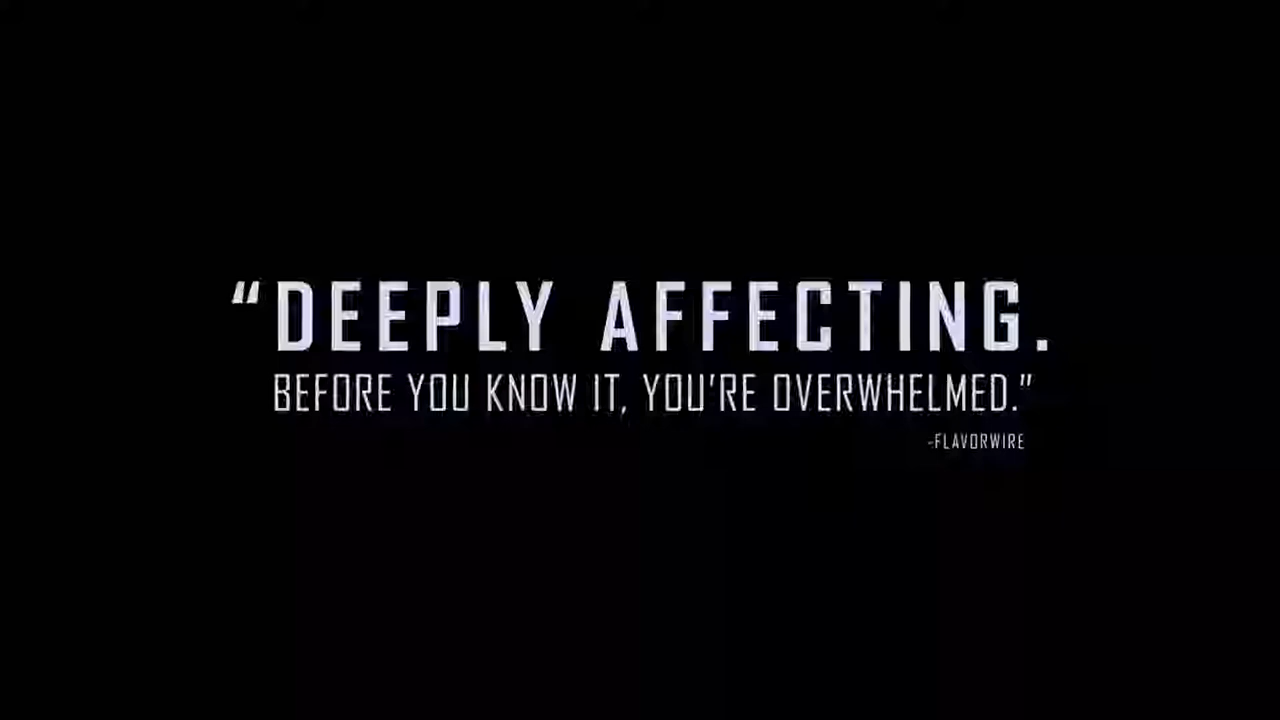 “DEEPLY AFFECTING.
BEFORE YOU KNOW IT, YOU’RE OVERWHELMED.”
-FLAVORWIRE